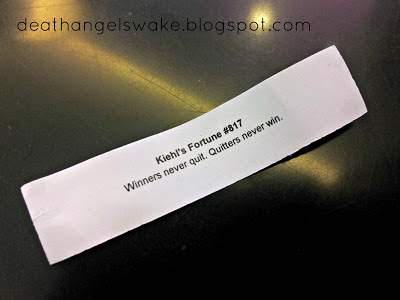 deathangelswake.blogspot.com
Kiehl's Fortune #817
Winners never quit. Quitters never win.